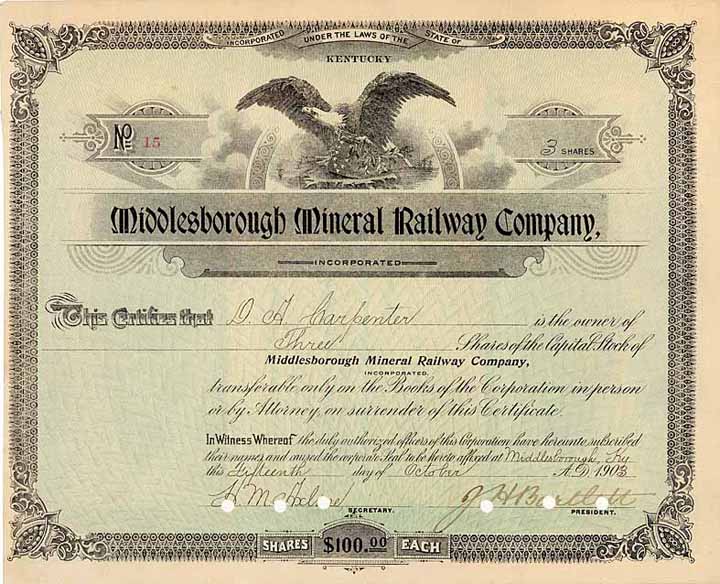 INCORPORATED UNDER THE LAWS OF THE STATE OF
KENTUCKY
No 15
3 SHARES
Middlesborough Mineral Railway Company,
INCORPORATED
This Certifies that D. A. Carpenter is the owner of
Three Shares of the Capital Stock of
Middlesborough Mineral Railway Company,
INCORPORATED.
transferable only on the Books of the Corporation in person
or by Attorney, on surrender of this Certificate.
In Witness Whereof the duly authorized officers of this Corporation have hereunto subscribed
their names and caused the corporate Seal to be hereto affixed at Middlesborough, Ky
this Fifteenth day of October A.D. 1903
J H Bartlett
SECRETARY. PRESIDENT.
SHARES $100.00 EACH